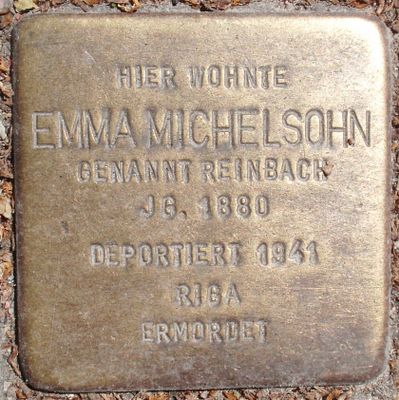 HIER WOHNTE
EMMA MICHELSOHN
GENANNT REINBACH
JG. 1880
DEPORTIERT 1941
RIGA
ERMORDET